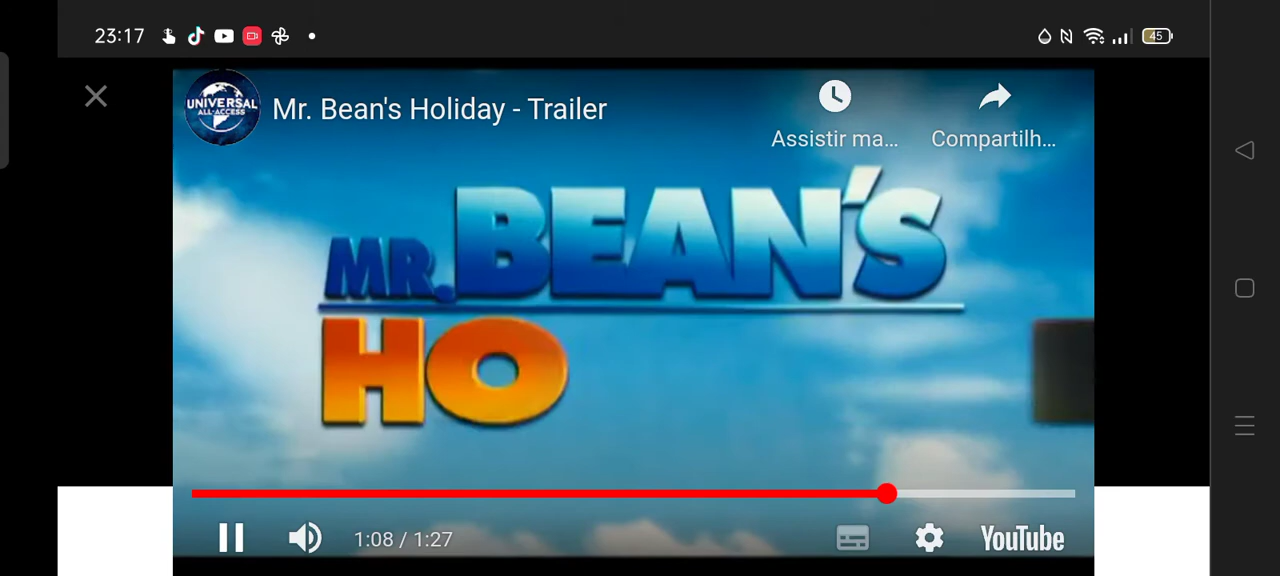 23:17
45
UNIVERSAL
ALL-ACCESS
Mr. Bean's Holiday - Trailer
Assistir ma...
Compartilh...
MR. BEAN'S
HO
1:08 / 1:27
YouTube